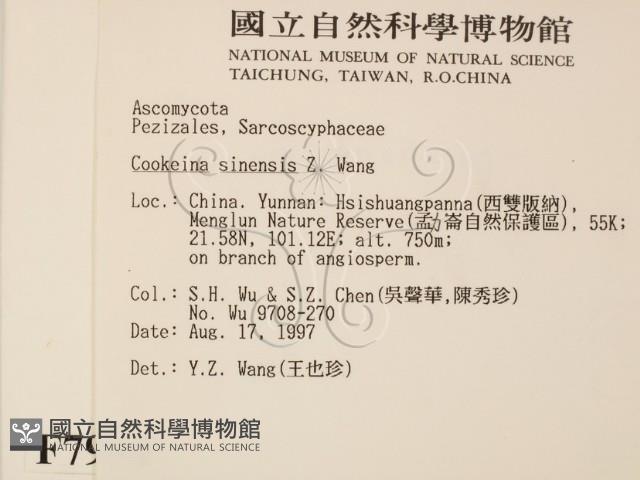 國立自然科學博物館
NATIONAL MUSEUM OF NATURAL SCIENCE
TAICHUNG, TAIWAN, R.O.CHINA
Ascomycota
Pezizales, Sarcoscyphaceae
Cookeina sinensis Z. Wang
Loc.: China. Yunnan: Hsishuangpanna(西雙版納),
Menglun Nature Reserve(孟力崙自然保護區), 55K;
21.58N, 101.12E; alt. 750m;
on branch of angiosperm.
Col.: S.H. Wu & S.Z. Chen(吳聲華,陳秀珍)
No. Wu 9708-270
Date: Aug. 17, 1997
Det.: Y.Z. Wang(王也珍)
國立自然科學博物館
NATIONAL MUSEUM OF NATURAL SCIENCE